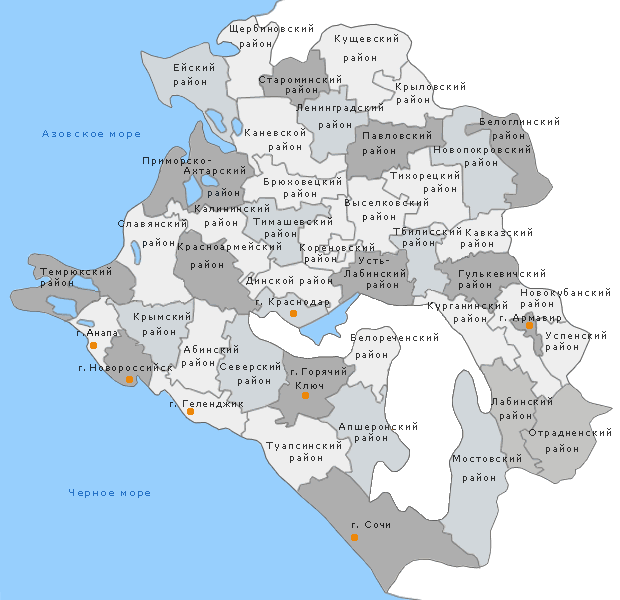 Щербиновский
район
Кущевский
район
Ейский
район
Староминский
район
Крыловский
район
Ленинградский
район
Белоглинский
район
Азовское море
Каневской
район
Павловский
район
Новопокровский
район
Приморско-
Ахтарский
район
Тихорецкий
район
Брюховецкий
район
Выселковский
район
Калининский
район
Славянский
район
Тимашевский
район
Тбилисский
район
Кавказский
район
Красноармейский
район
Кореновский
район
Усть-
Лабинский
район
Темрюкский
район
Динской район
Гулькевичский
район
Новокубанский
район
г. Краснодар
Курганинский
район
г. Армавир
Крымский
район
г.Анапа
Белореченский
район
Успенский
район
Абинский
район
г. Новороссийск
Северский
район
г. Горячий
Ключ
г. Геленджик
Лабинский
район
Апшеронский
район
Отрадненский
район
Туапсинский
район
Мостовский
район
Черное море
г. Сочи